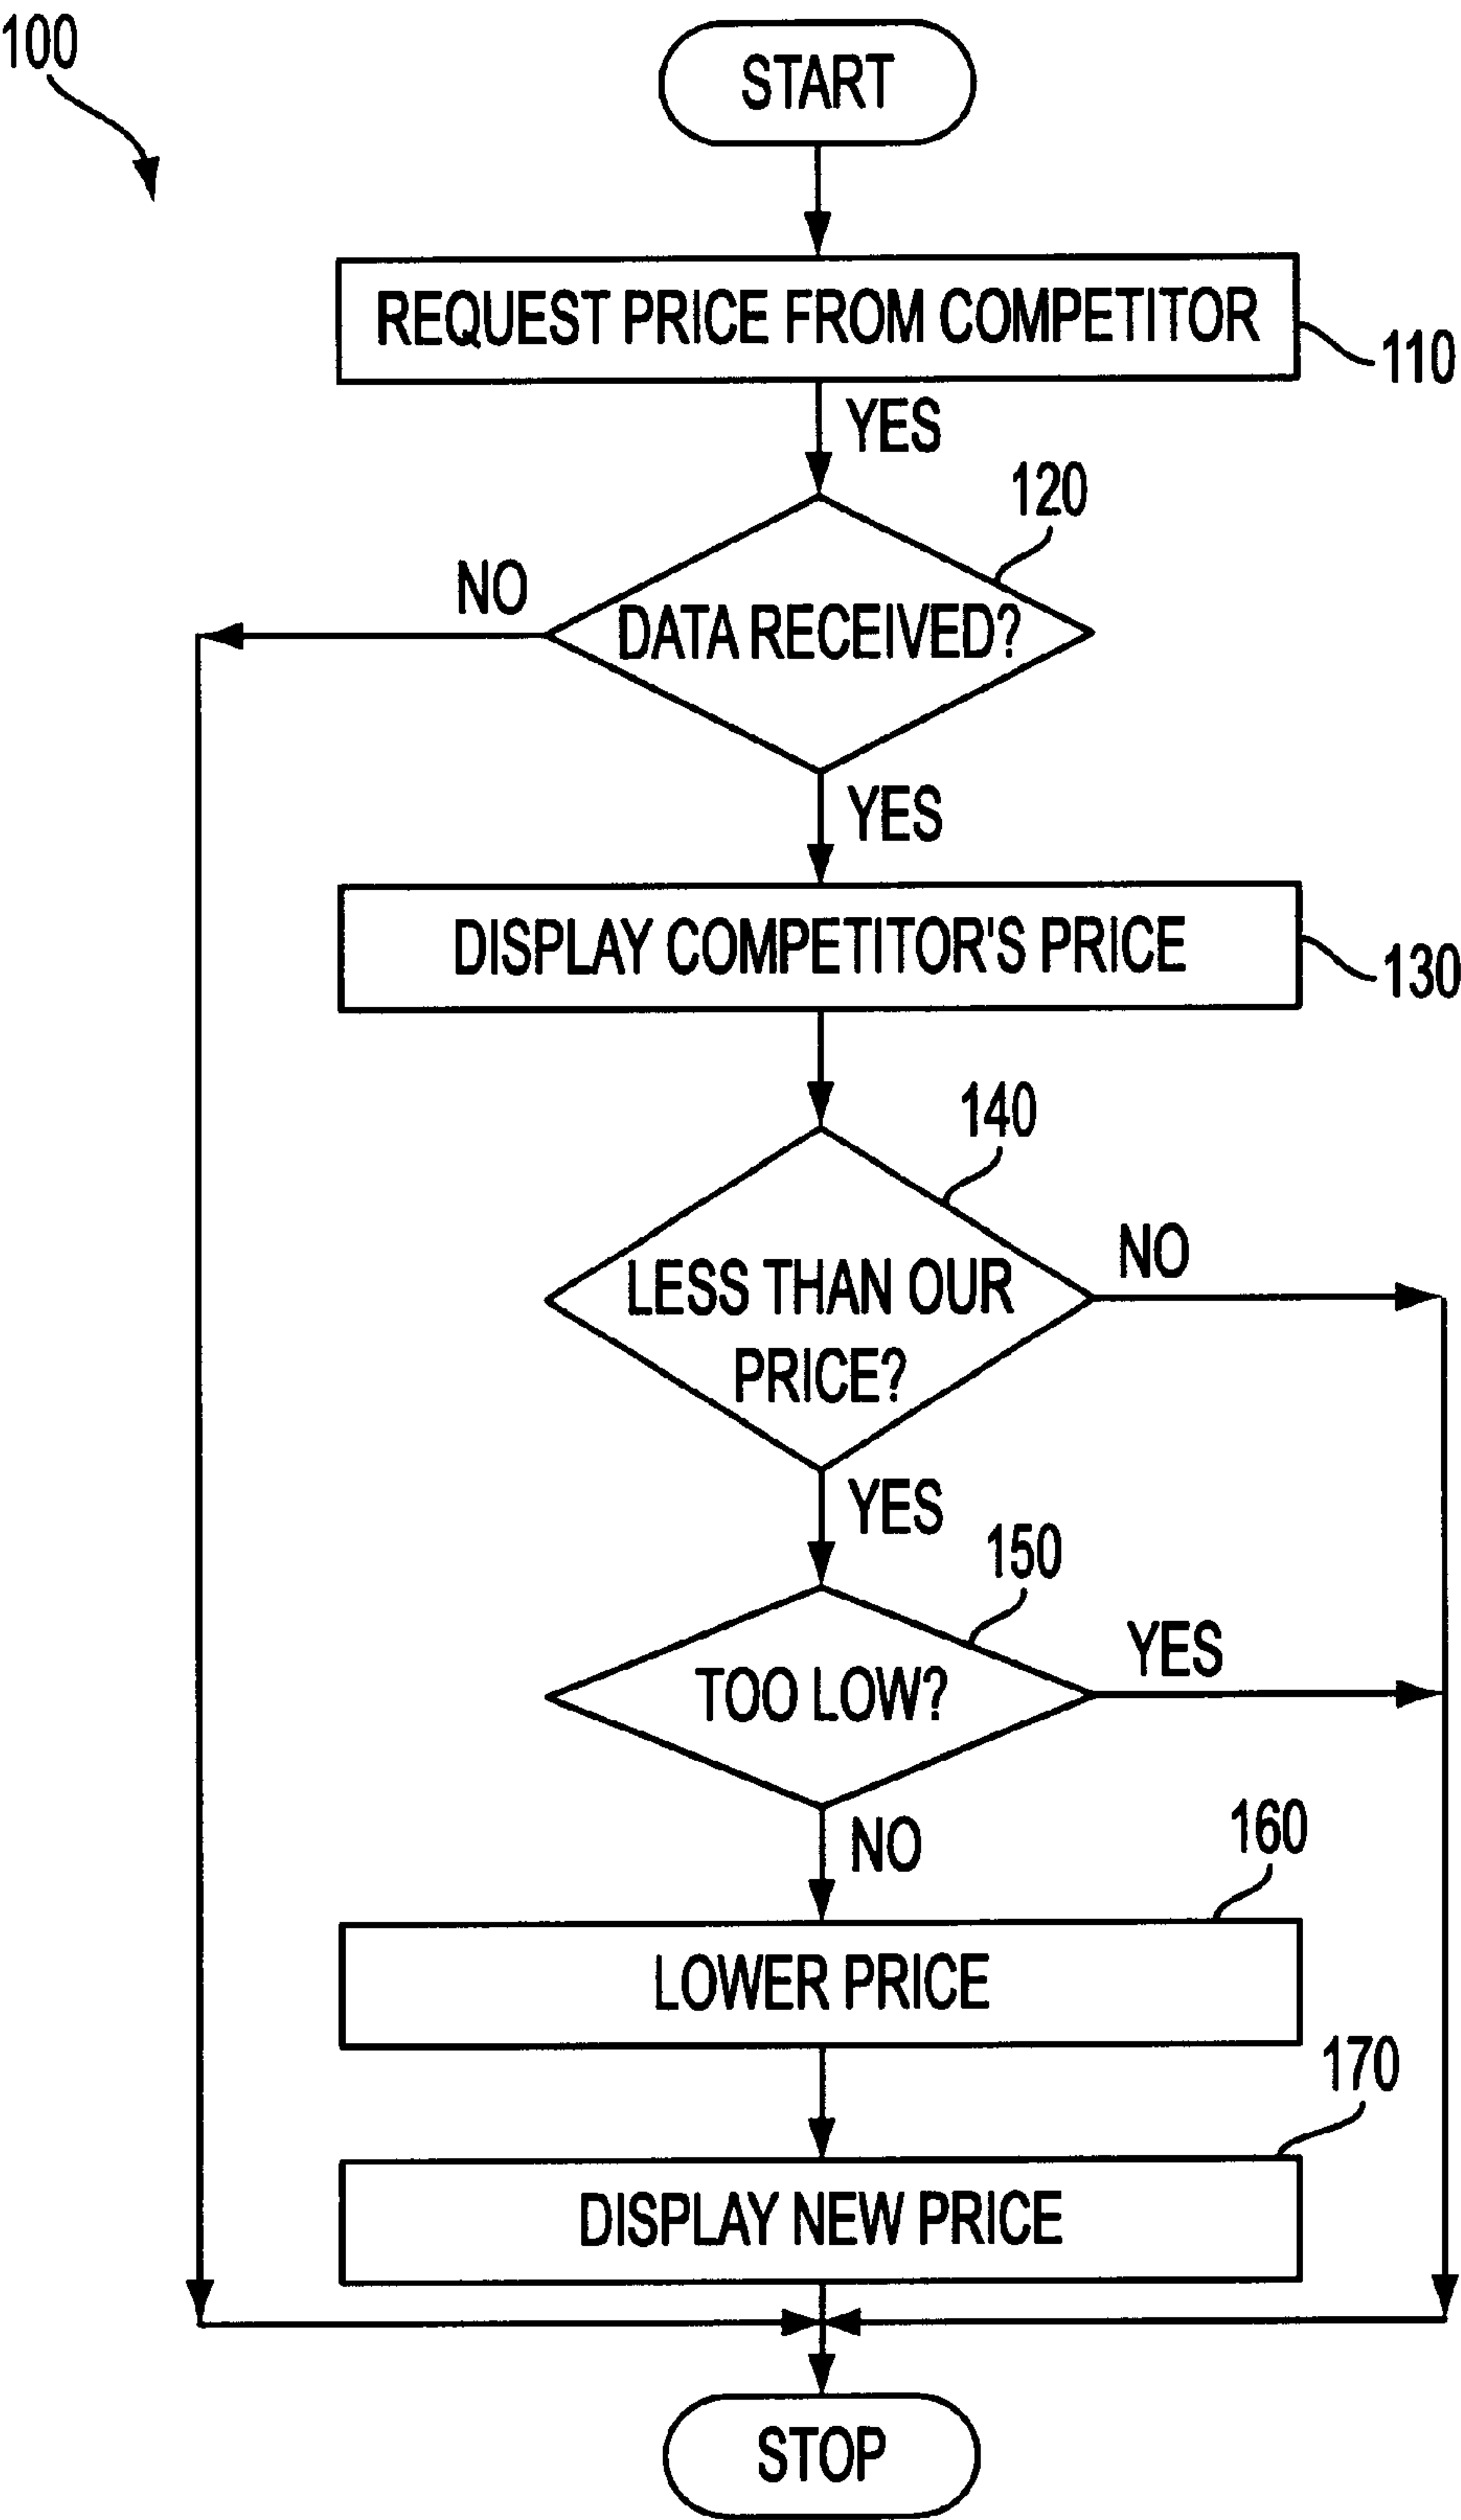 100
START
REQUEST PRICE FROM COMPETITOR
110
YES
120
NO
DATA RECEIVED?
YES
DISPLAY COMPETITOR'S PRICE
130
140
NO
LESS THAN OUR
PRICE?
YES
150
YES
TOO LOW?
NO
160
LOWER PRICE
170
DISPLAY NEW PRICE
STOP